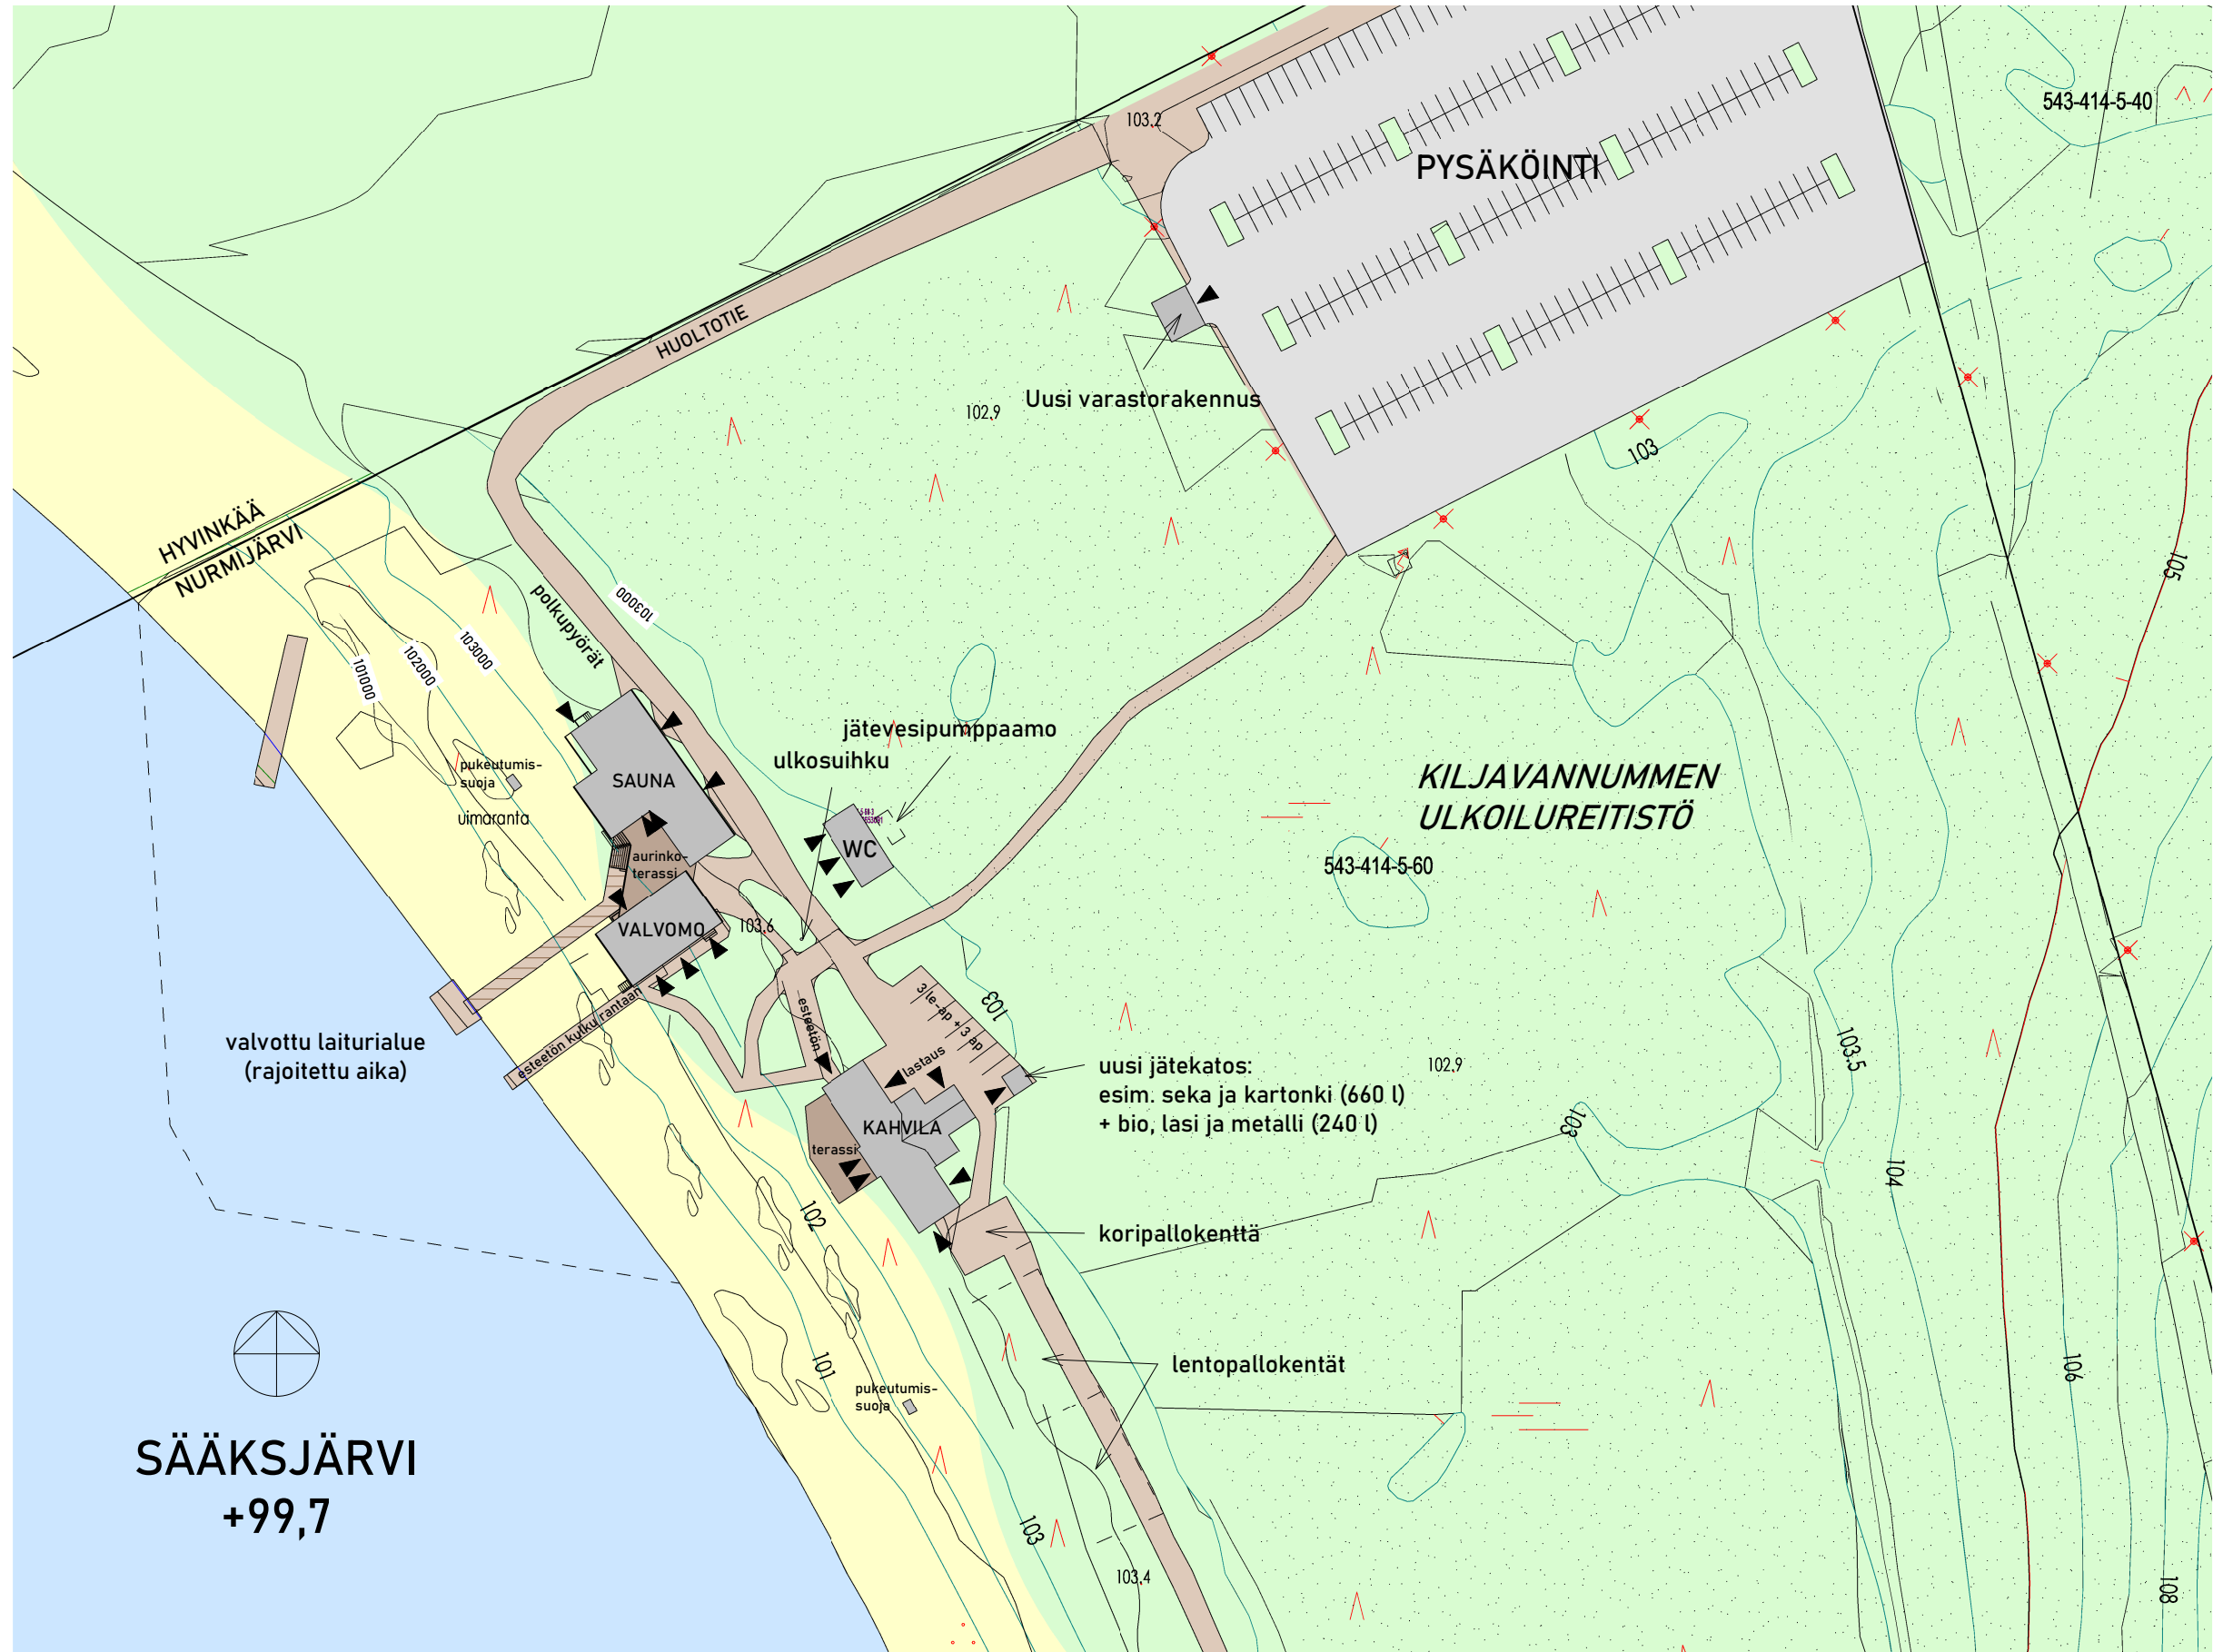 543-414-5-40
103,2
PYSÄKÖINTI
HUOLTOTIE
Uusi varastorakennus
102,9
103
HYVINKÄÄ
NURMIJÄRVI
105
polkupyörät
103000
103000
102000
101000
jätevesipumppaamo
ulkosuihku
pukeutumis-
suoja
SAUNA
uimaranta
KILJAVANNUMMEN
ULKOILUREITISTÖ
WC
aurinko-
terassi
543-414-5-60
VALVOMO
103,6
3 le-ap + 3 ap
103
esteetön
esteetön kulku rantaan
valvottu laiturialue
(rajoitettu aika)
lastaus
uusi jätekatos:
esim. seka ja kartonki (660 l)
+ bio, lasi ja metalli (240 l)
102,9
103.5
KAHVILA
terassi
103
104
102
koripallokenttä
101
lentopallokentät
106
pukeutumis-
suoja
SÄÄKSJÄRVI
+99,7
103
103,4
108